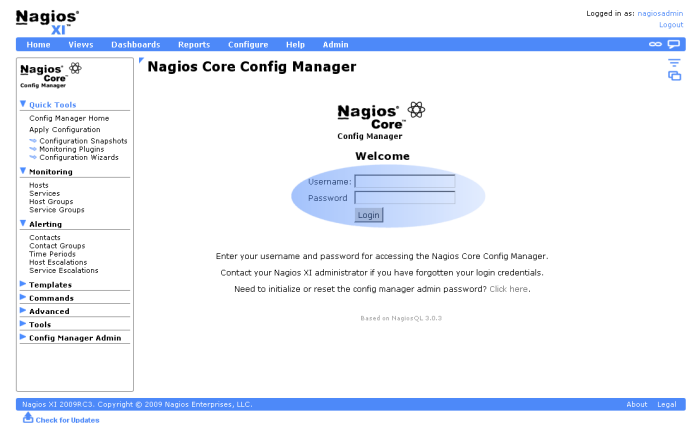 Nagios®
XI™
Logged in as: nagiosadmin
Logout
Home Views Dashboards Reports Configure Help Admin
Nagios®
Core™
Config Manager
Quick Tools
Config Manager Home
Apply Configuration
Configuration Snapshots
Monitoring Plugins
Configuration Wizards
Monitoring
Hosts
Services
Host Groups
Service Groups
Alerting
Contacts
Contact Groups
Time Periods
Host Escalations
Service Escalations
Templates
Commands
Advanced
Tools
Config Manager Admin
Nagios Core Config Manager
Nagios®
Core™
Config Manager
Welcome
Username:
Password
Login
Enter your username and password for accessing the Nagios Core Config Manager.
Contact your Nagios XI administrator if you have forgotten your login credentials.
Need to initialize or reset the config manager admin password? Click here.
Based on NagiosQL 3.0.3
Nagios XI 2009RC3. Copyright © 2009 Nagios Enterprises, LLC.
About Legal
Check for Updates